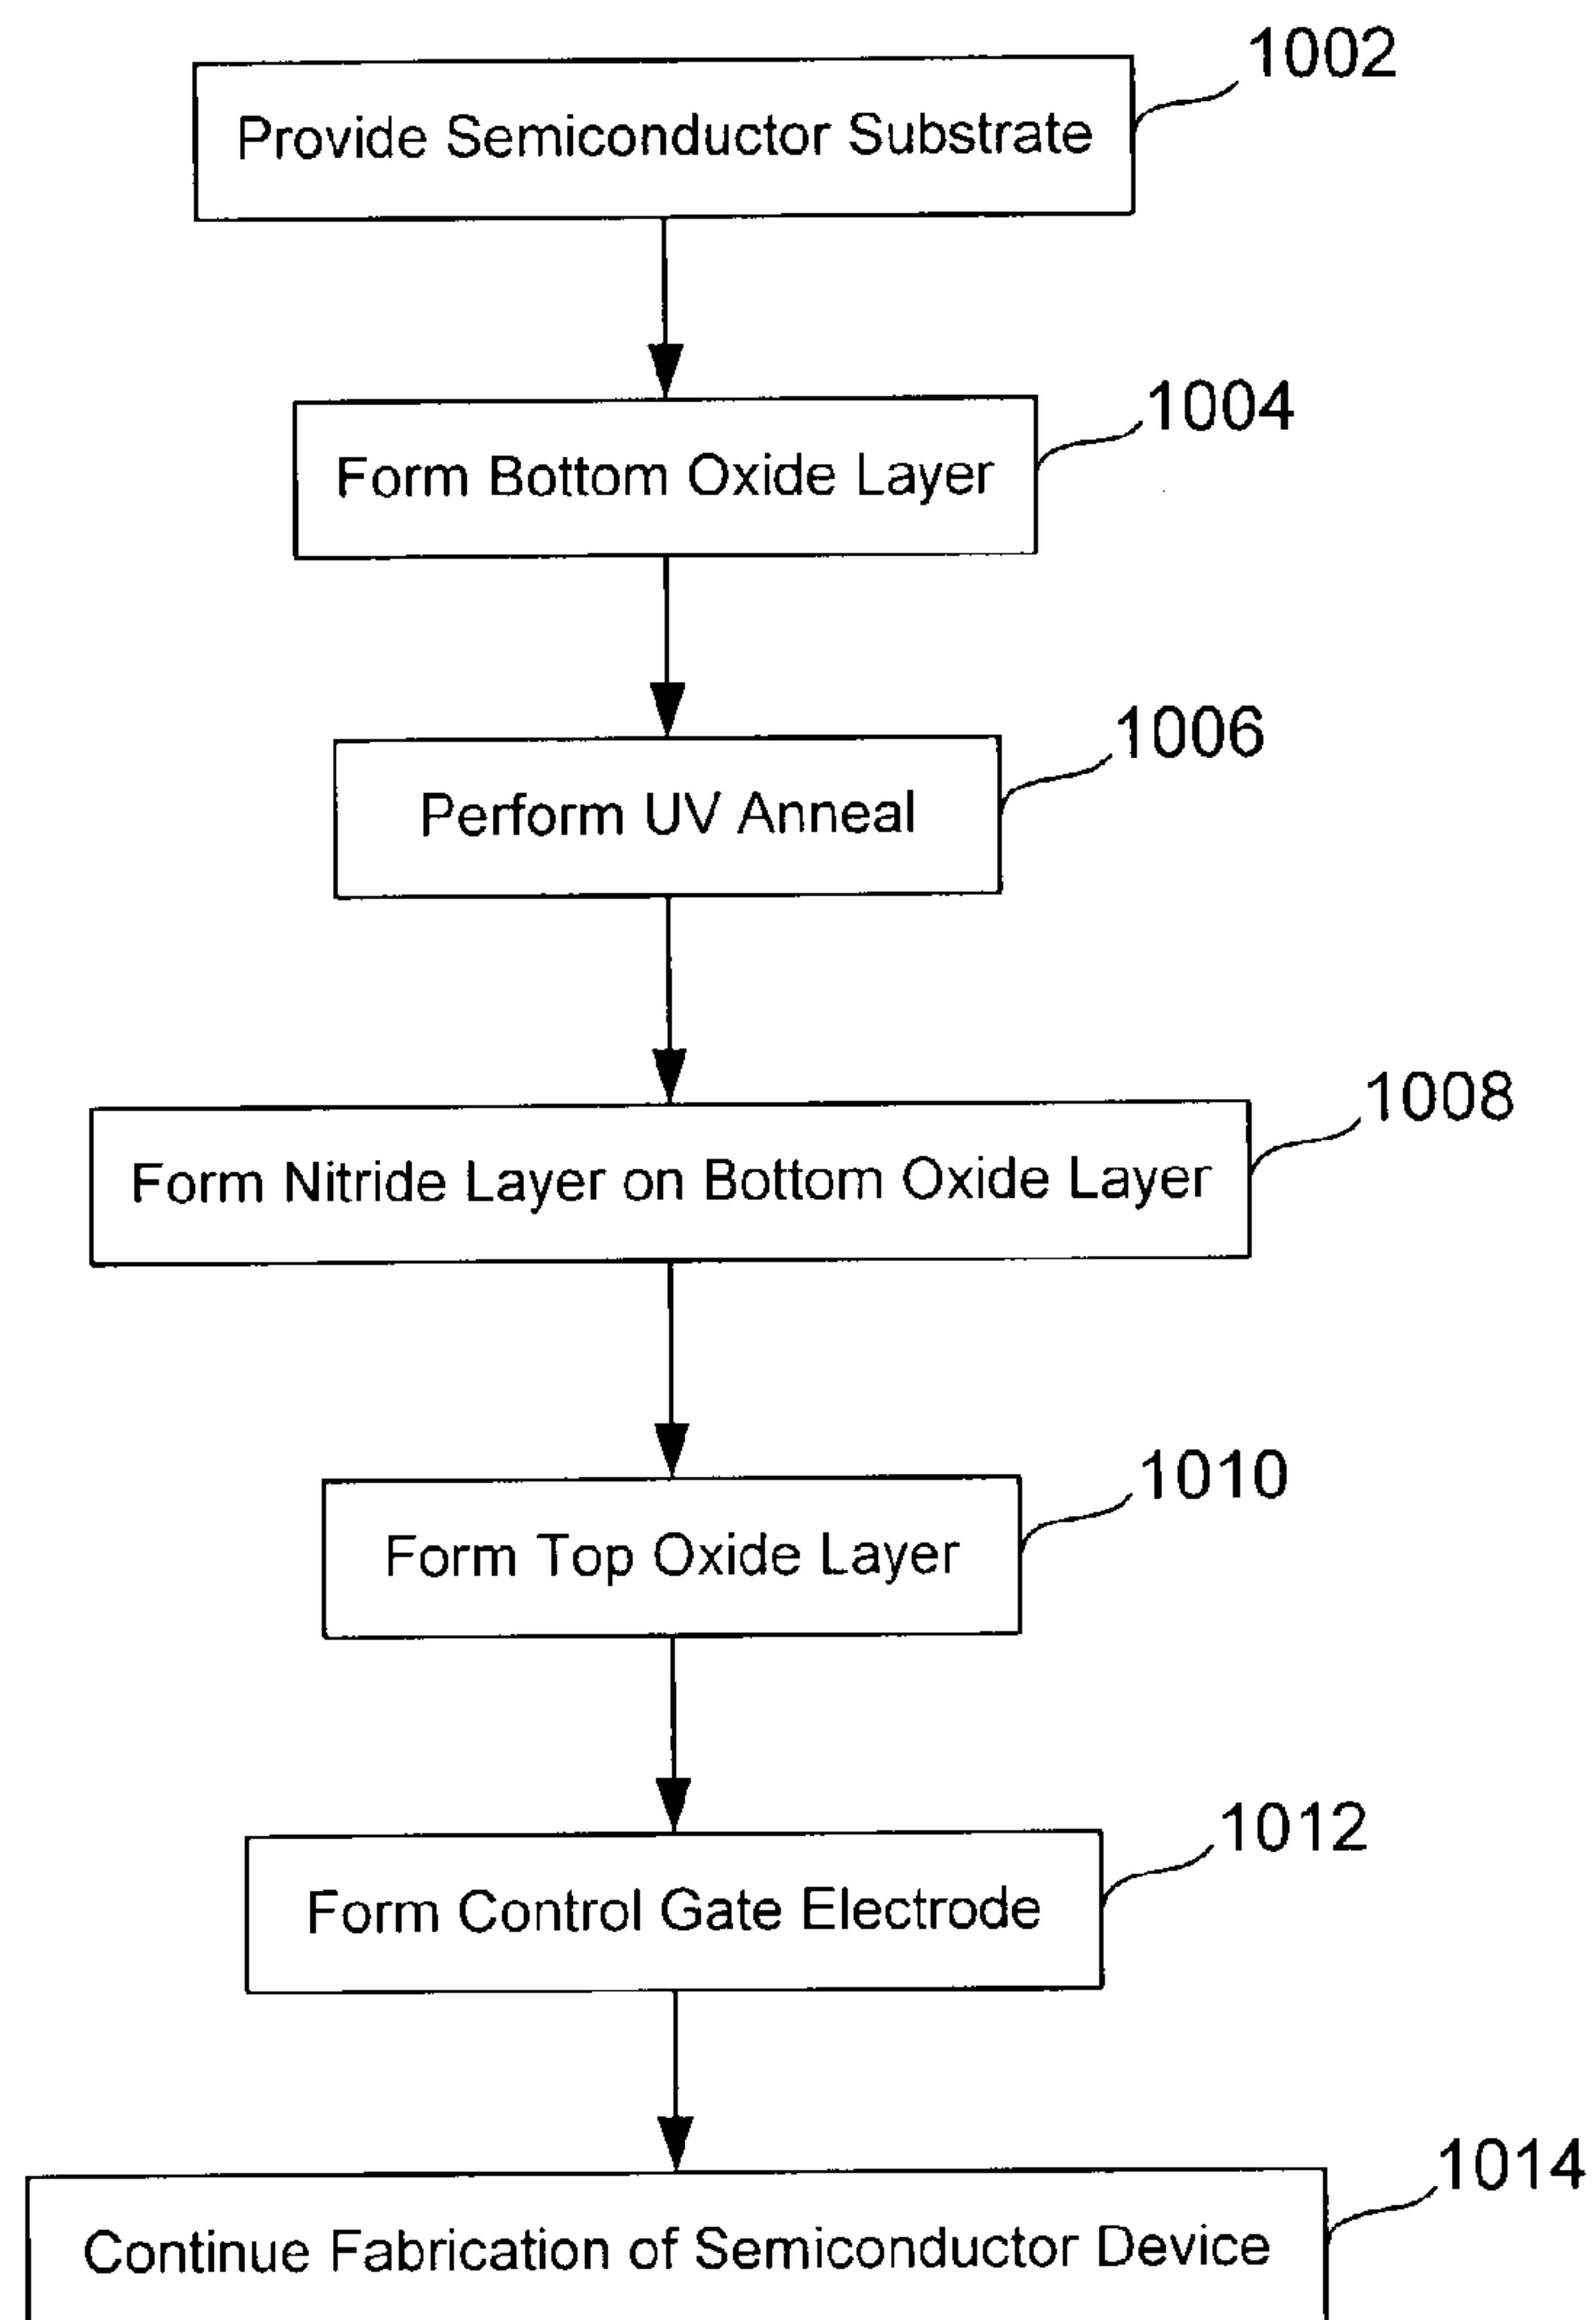 1002
Provide Semiconductor Substrate
1004
Form Bottom Oxide Layer
1006
Perform UV Anneal
1008
Form Nitride Layer on Bottom Oxide Layer
1010
Form Top Oxide Layer
1012
Form Control Gate Electrode
1014
Continue Fabrication of Semiconductor Device